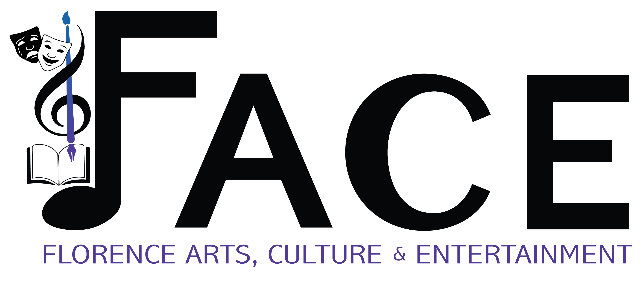 FACE
FLORENCE ARTS, CULTURE & ENTERTAINMENT